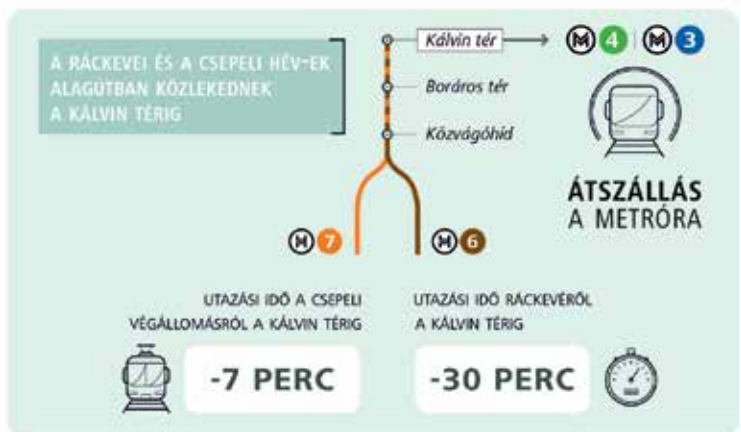 A RÁCKEVEI ÉS A CSEPELI HÉV-EK
ALAGÚTBAN KÖZLEKEDNEK
A KÁLVIN TÉRIG
Kálvin tér
M 4 | M 3
Boráros tér
Közvágóhíd
ÁTSZÁLLÁS
A METRÓRA
H 7
H 6
UTAZÁSI IDŐ A CSEPELI
VÉGÁLLOMÁSRÓL A KÁLVIN TÉRIG
-7 PERC
UTAZÁSI IDŐ RÁCKEVÉRŐL
A KÁLVIN TÉRIG
-30 PERC